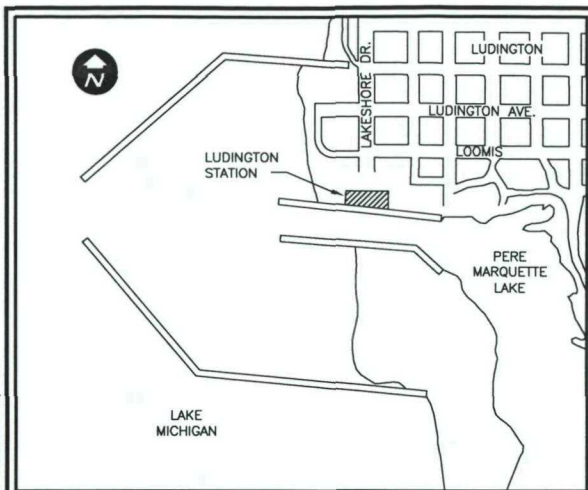 N
LUDINGTON
LAKESHORE DR.
LUDINGTON AVE.
LOOMIS
LUDINGTON
STATION
PERE
MARQUETTE
LAKE
LAKE
MICHIGAN